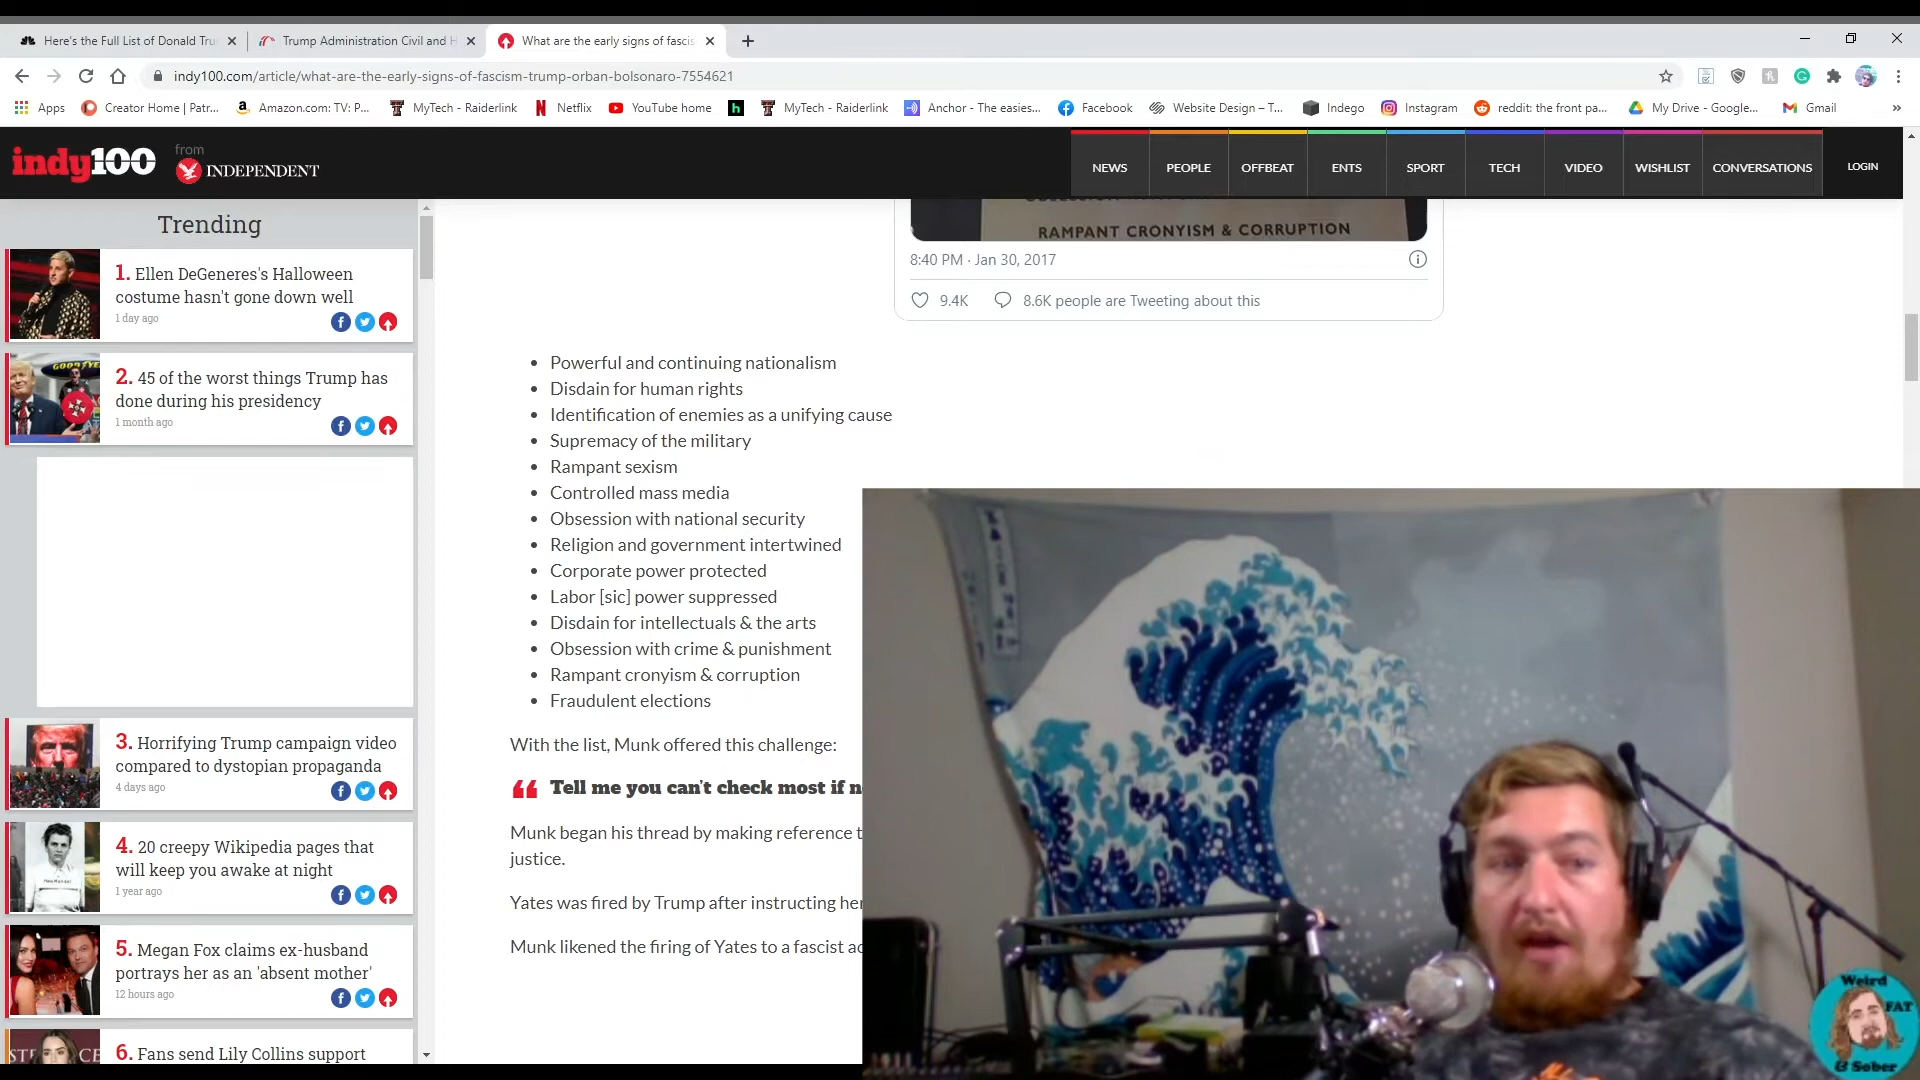 Here's the Full List of Donald Tru
Trump Administration Civil and H
What are the early signs of fascis
indy100.com/article/what-are-the-early-signs-of-fascism-trump-orban-bolsonaro-7554621
Apps
Creator Home | Patr...
Amazon.com: TV: P...
MyTech - Raiderlink
Netflix
YouTube home
MyTech - Raiderlink
Anchor - The easies...
Facebook
Website Design – T...
Indego
Instagram
reddit: the front pa...
My Drive - Google...
Gmail
indy100
from
INDEPENDENT
NEWS
PEOPLE
OFFBEAT
ENTS
SPORT
TECH
VIDEO
WISHLIST
CONVERSATIONS
LOGIN
Trending
1. Ellen DeGeneres's Halloween
costume hasn't gone down well
1 day ago
GOODYE
2. 45 of the worst things Trump has
done during his presidency
1 month ago
3. Horrifying Trump campaign video
compared to dystopian propaganda
4 days ago
4. 20 creepy Wikipedia pages that
will keep you awake at night
1 year ago
5. Megan Fox claims ex-husband
portrays her as an 'absent mother'
12 hours ago
6. Fans send Lily Collins support
RAMPANT CRONYISM & CORRUPTION
8:40 PM · Jan 30, 2017
9.4K
8.6K people are Tweeting about this
• Powerful and continuing nationalism
• Disdain for human rights
• Identification of enemies as a unifying cause
• Supremacy of the military
• Rampant sexism
• Controlled mass media
• Obsession with national security
• Religion and government intertwined
• Corporate power protected
• Labor [sic] power suppressed
• Disdain for intellectuals & the arts
• Obsession with crime & punishment
• Rampant cronyism & corruption
• Fraudulent elections
With the list, Munk offered this challenge:
Tell me you can't check most if
Munk began his thread by making reference
justice.
Yates was fired by Trump after instructing her
Munk likened the firing of Yates to a fascist
Weird
FAT
& Sober